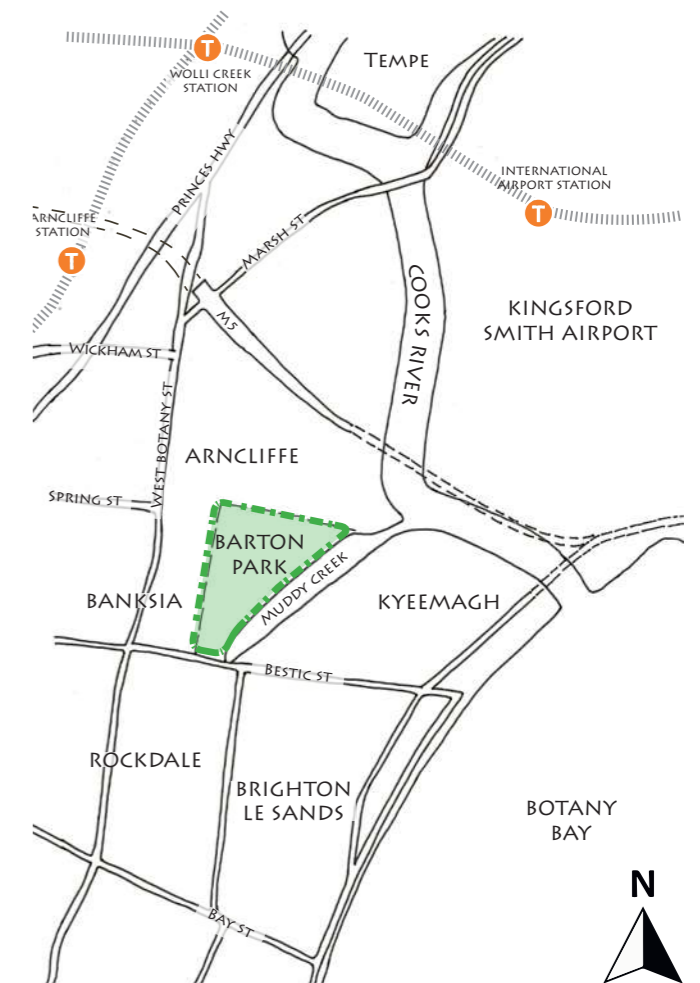 T
TEMPE
WOLLI CREEK
STATION
PRINCES HWY
INTERNATIONAL
AIRPORT STATION
T
ARNCLIFFE
STATION
T
MARSH ST
COOKS RIVER
KINGSFORD
SMITH AIRPORT
M5
WICKHAM ST
WEST BOTANY ST
ARNCLIFFE
SPRING ST
BARTON
PARK
MUDDY CREEK
BANKSIA
KYEEMAGH
BESTIC ST
ROCKDALE
BRIGHTON
LE SANDS
BOTANY
BAY
N
BAY ST